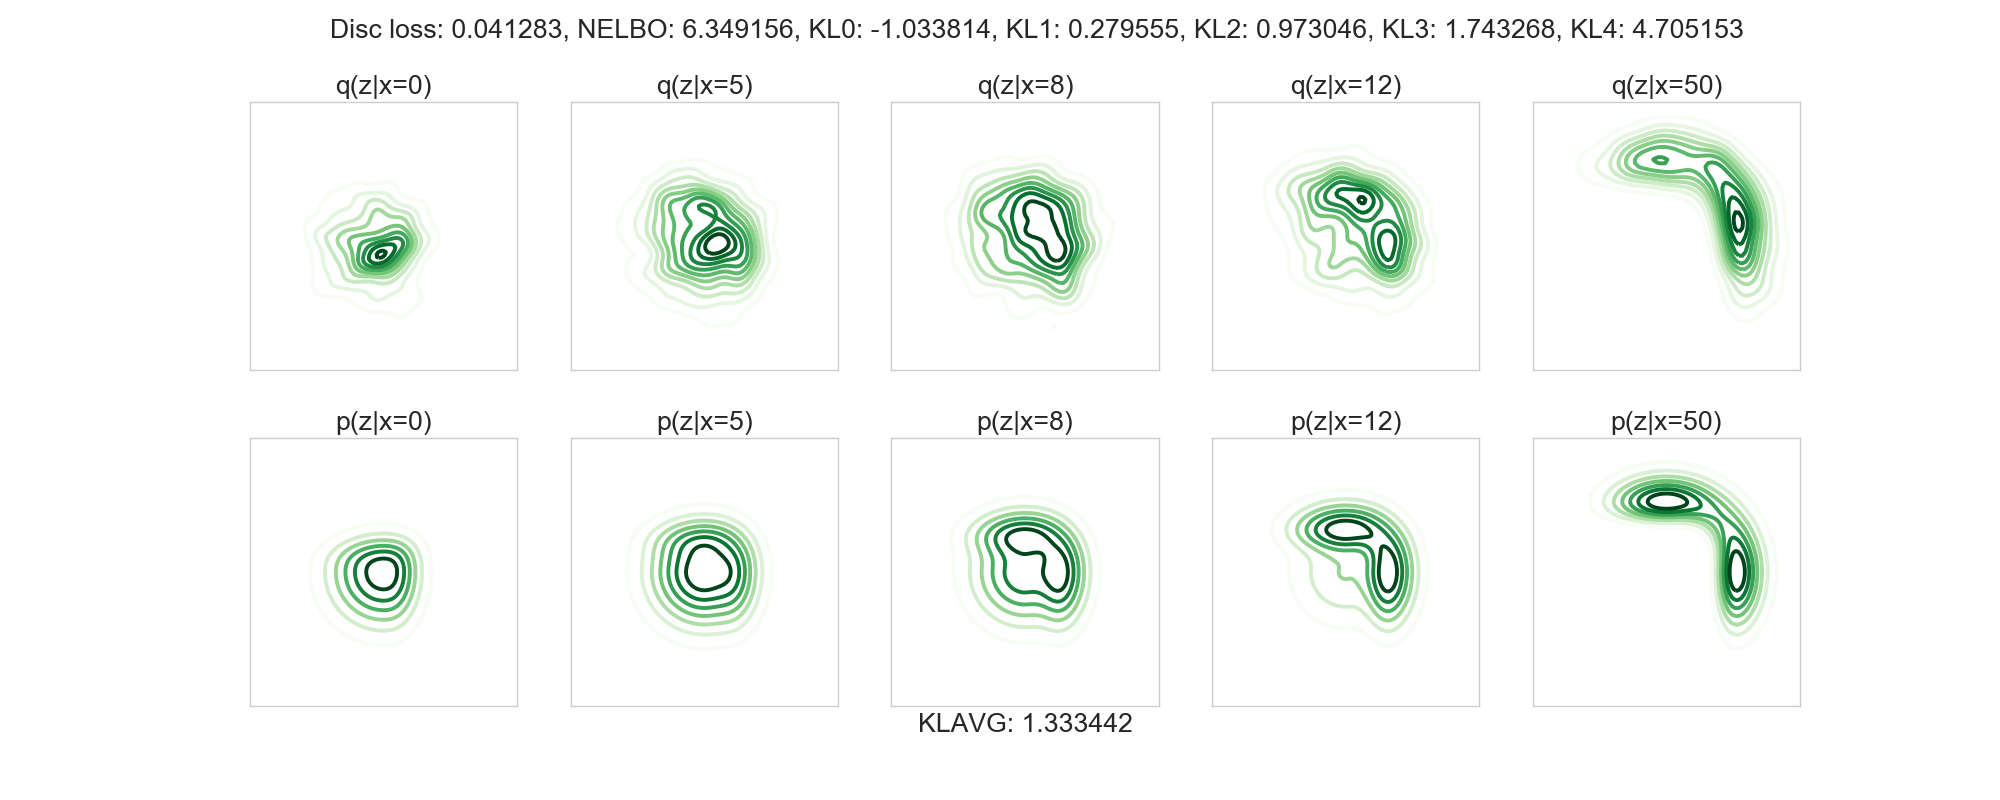 Disc loss: 0.041283, NELBO: 6.349156, KL0: -1.033814, KL1: 0.279555, KL2: 0.973046, KL3: 1.743268, KL4: 4.705153
q(z|x=0) q(z|x=5) q(z|x=8) q(z|x=12) q(z|x=50)
p(z|x=0) p(z|x=5) p(z|x=8) p(z|x=12) p(z|x=50)
KLAVG: 1.333442